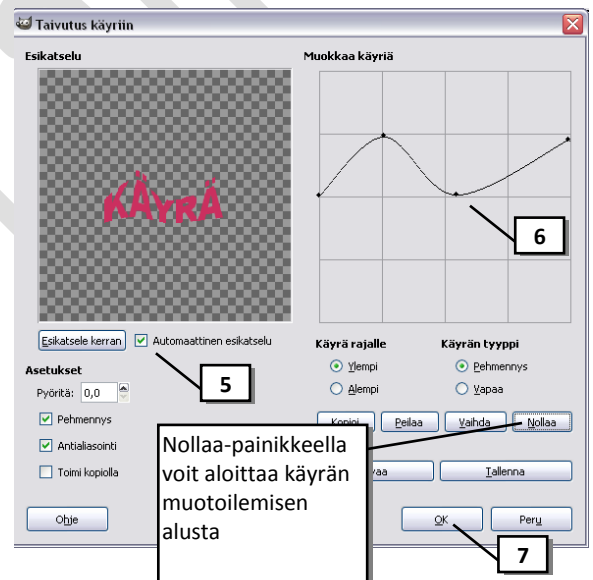 Taivutus käyriin
Esikatselu
KÄYRÄ
Esikatsele kerran
Automaattinen esikatselu
5
Asetukset
Pyöritä: 0,0
Pehmennys
Antialiasointi
Toimi kopiolla
Ohje
Muokkaa käyriä
6
Käyrä rajalle
Ylempi
Alempi
Käyrän tyyppi
Pehmennys
Vapaa
Kopioi
Peilaa
Vaihda
Nollaa
Nollaa-painikkeella
voit aloittaa käyrän
muotoilemisen
alusta
Tallenna
OK
Peru
7